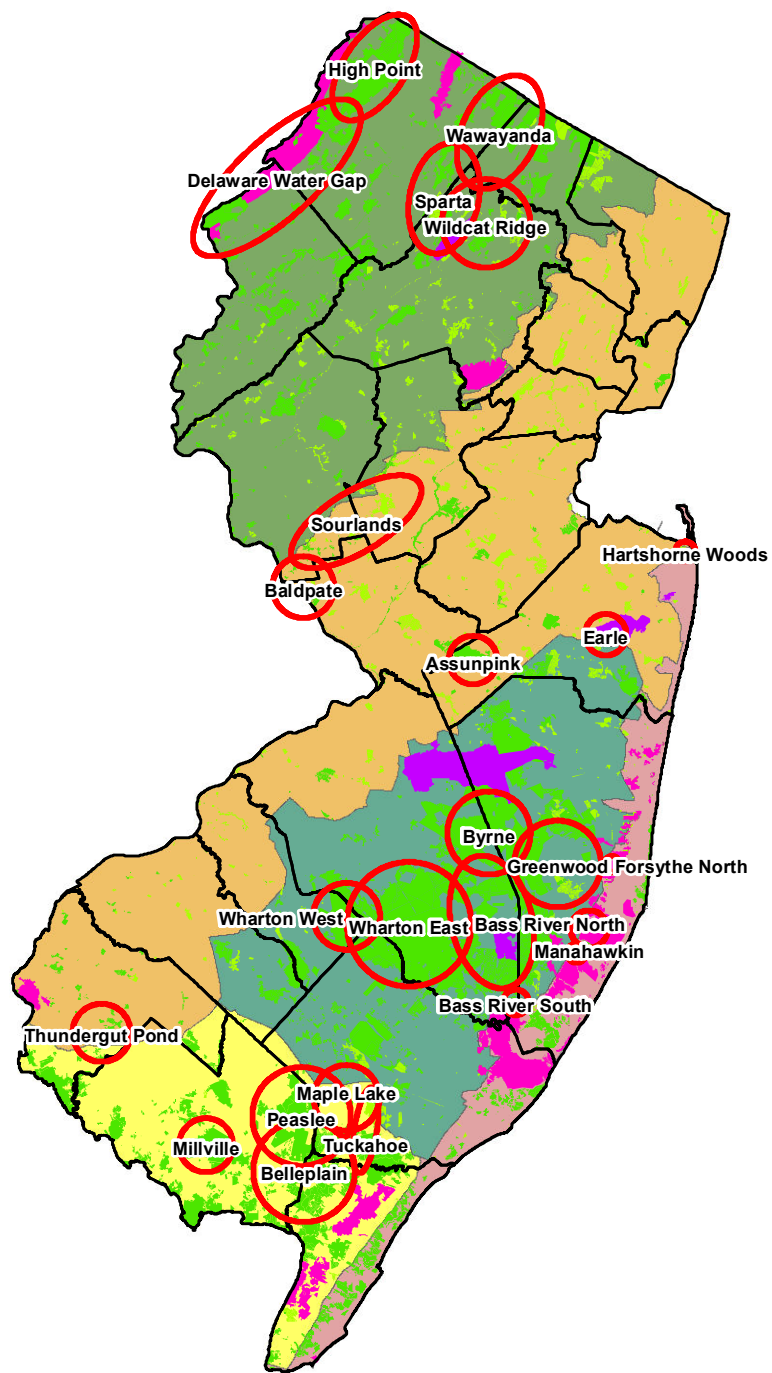 High Point
Wawayanda
Delaware Water Gap
Sparta
Wildcat Ridge
Sourlands
Hartshorne Woods
Baldpate
Earle
Assunpink
Byrne
Greenwood Forsythe North
Wharton West
Wharton East
Bass River North
Manahawkin
Bass River South
Thundergut Pond
Maple Lake
Peaslee
Tuckahoe
Millville
Belleplain